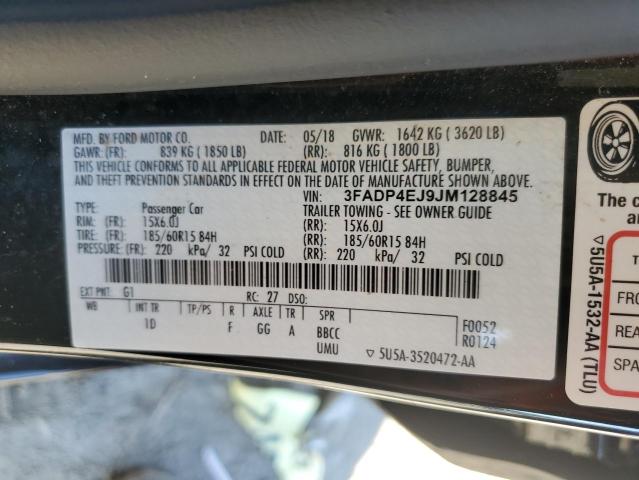 MFD. BY FORD MOTOR CO. DATE: 05/18 GVWR: 1642 KG ( 3620 LB)
GAWR: (FR): 839 KG ( 1850 LB) (RR): 816 KG ( 1800 LB)
THIS VEHICLE CONFORMS TO ALL APPLICABLE FEDERAL MOTOR VEHICLE SAFETY, BUMPER,
AND THEFT PREVENTION STANDARDS IN EFFECT ON THE DATE OF MANUFACTURE SHOWN ABOVE.
VIN: 3FADP4EJ9JM128845
TYPE: Passenger Car TRAILER TOWING - SEE OWNER GUIDE
RIM: (FR) 15X6.0J (RR): 15X6.0J
TIRE: (FR) 185/60R15 84H (RR): 185/60R15 84H
PRESSURE: (FR): 220 kPa/ 32 PSI COLD (RR): 220 kPa/ 32 PSI COLD
EXT PNT: G1 RC: 27 DSO:
WB INT TR TP/PS R AXLE TR SPR
1D F GG A BBCC
UMU
F0052
R0124
▽ 5U5A-3520472-AA
The c
a
▽5U5A-1532-AA (TLU)
T
FRO
REA
SPA